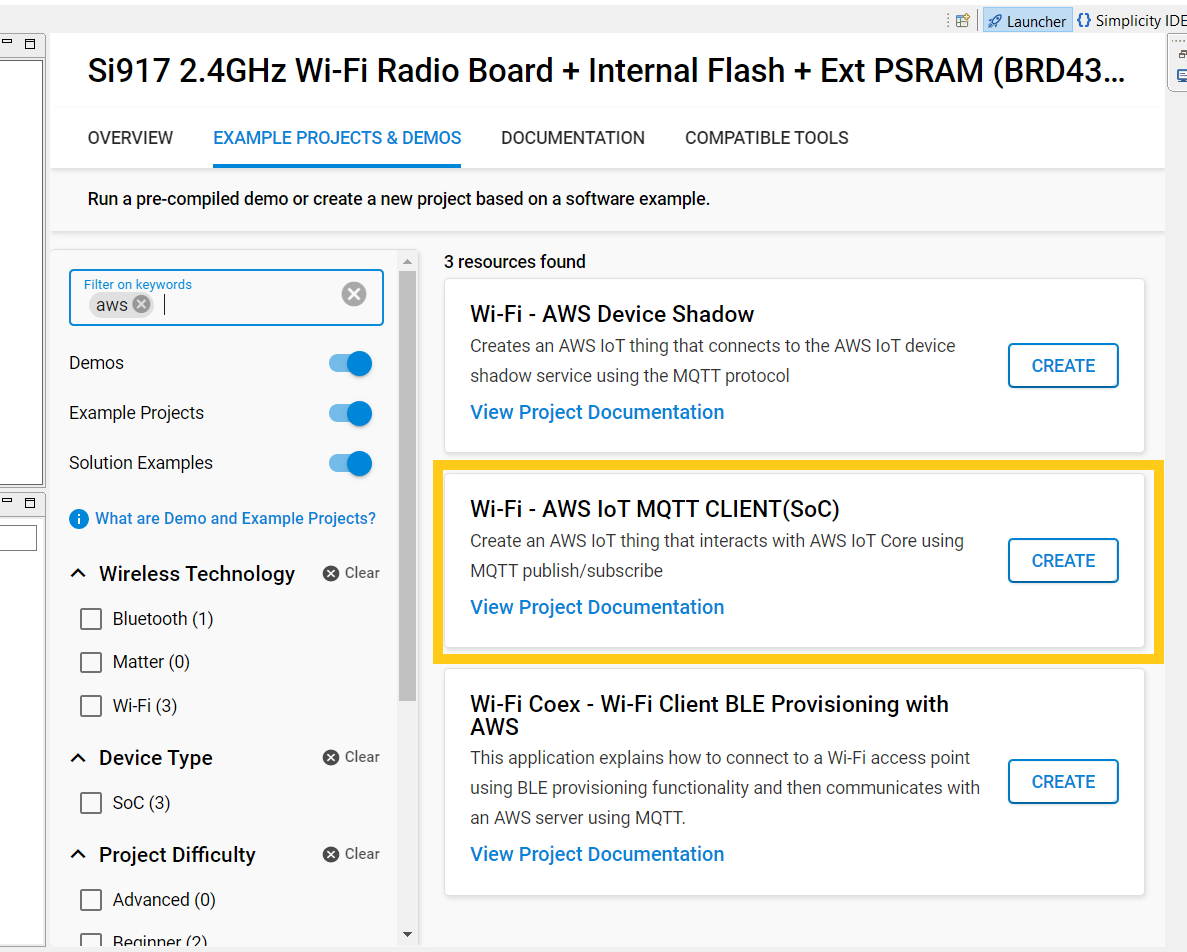 Launcher
Simplicity IDE
Si917 2.4GHz Wi-Fi Radio Board + Internal Flash + Ext PSRAM (BRD43...
OVERVIEW
EXAMPLE PROJECTS & DEMOS
DOCUMENTATION
COMPATIBLE TOOLS
Run a pre-compiled demo or create a new project based on a software example.
Filter on keywords
aws
Demos
Example Projects
Solution Examples
What are Demo and Example Projects?
Wireless Technology
Clear
Bluetooth (1)
Matter (0)
Wi-Fi (3)
Device Type
Clear
SoC (3)
Project Difficulty
Clear
Advanced (0)
Beginner (2)
3 resources found
Wi-Fi - AWS Device Shadow
Creates an AWS IoT thing that connects to the AWS IoT device
shadow service using the MQTT protocol
View Project Documentation
CREATE
Wi-Fi - AWS IoT MQTT CLIENT(SoC)
Create an AWS IoT thing that interacts with AWS IoT Core using
MQTT publish/subscribe
View Project Documentation
CREATE
Wi-Fi Coex - Wi-Fi Client BLE Provisioning with
AWS
This application explains how to connect to a Wi-Fi access point
using BLE provisioning functionality and then communicates with
an AWS server using MQTT.
View Project Documentation
CREATE